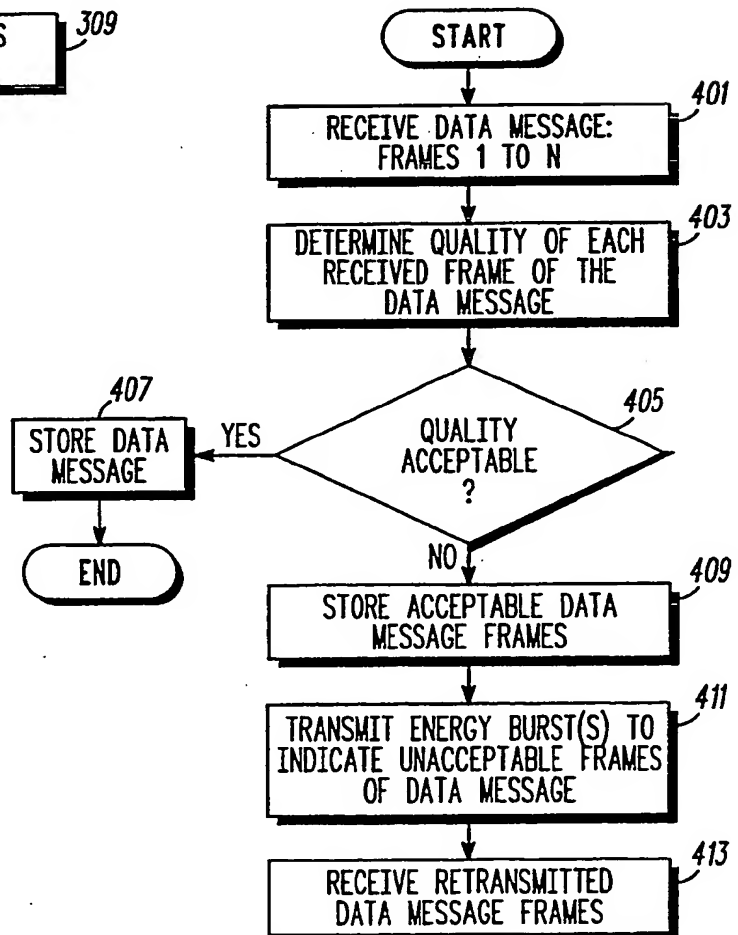 S
309
START
401
RECEIVE DATA MESSAGE:
FRAMES 1 TO N
403
DETERMINE QUALITY OF EACH
RECEIVED FRAME OF THE
DATA MESSAGE
405
QUALITY
ACCEPTABLE
?
YES
407
STORE DATA
MESSAGE
END
NO
409
STORE ACCEPTABLE DATA
MESSAGE FRAMES
411
TRANSMIT ENERGY BURST(S) TO
INDICATE UNACCEPTABLE FRAMES
OF DATA MESSAGE
413
RECEIVE RETRANSMITTED
DATA MESSAGE FRAMES